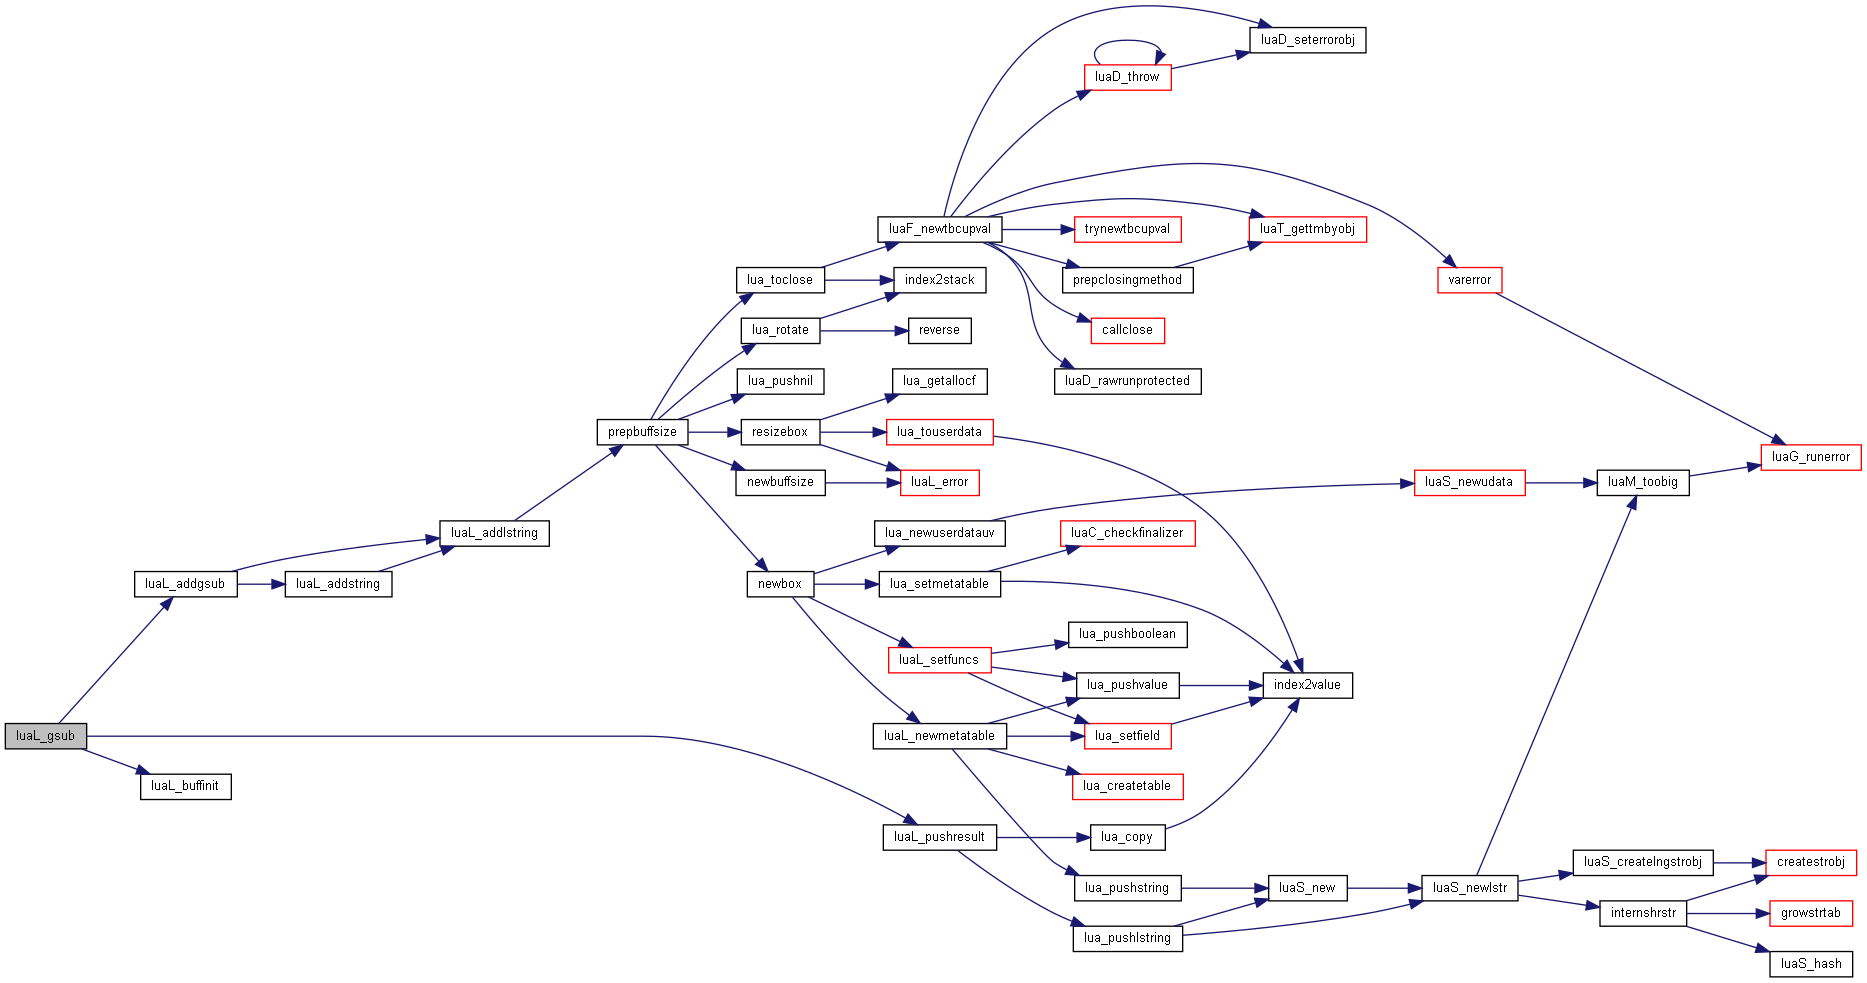 luaD_seterrorobj
luaD_throw
luaF_newtbcupval
trynewtbcupval
luaT_gettmbyobj
lua_toclose
index2stack
prepclosingmethod
varerror
lua_rotate
reverse
callclose
lua_pushnil
lua_getallocf
luaD_rawrunprotected
prepbuffsize
resizebox
lua_touserdata
luaG_runerror
newbuffsize
luaL_error
luaS_newudata
luaM_toobig
luaL_addlstring
lua_newuserdatauv
luaC_checkfinalizer
luaL_addgsub
luaL_addstring
newbox
lua_setmetatable
lua_pushboolean
luaL_setfuncs
lua_pushvalue
index2value
luaL_gsub
luaL_newmetatable
lua_setfield
luaL_buffinit
lua_createtable
luaL_pushresult
lua_copy
luaS_createlngstrobj
createstrobj
lua_pushstring
luaS_new
luaS_newlstr
internshrstr
growstrtab
lua_pushlstring
luaS_hash